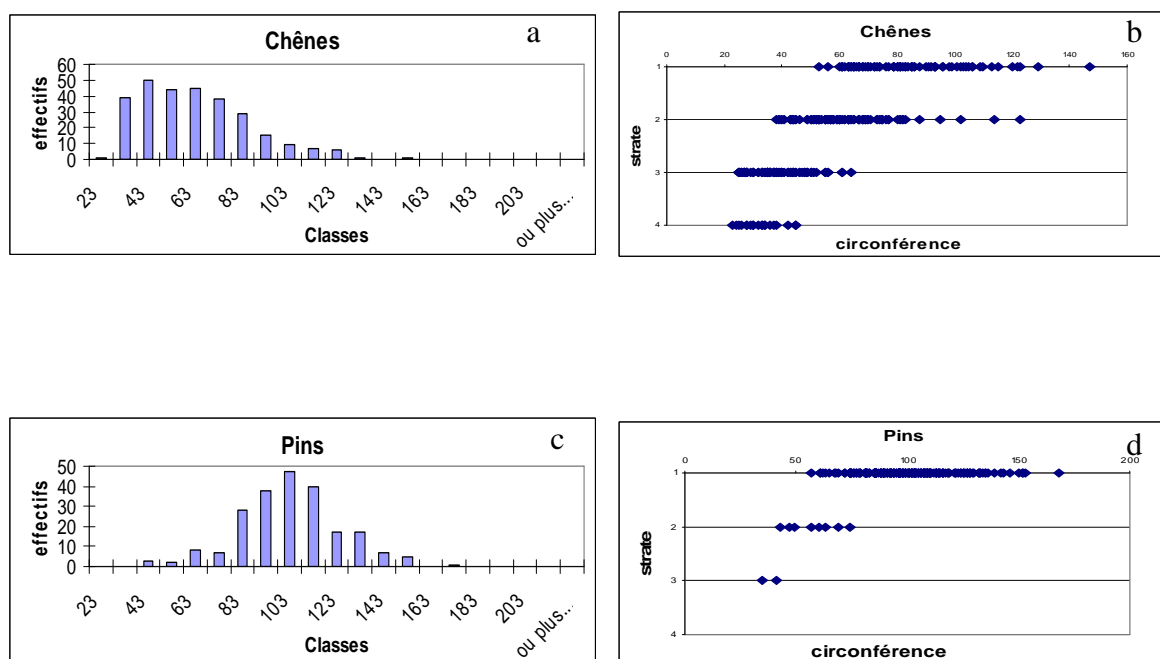 Chênes
a
effectifs
60
50
40
30
20
10
0
23 43 63 83 103 123 143 163 183 203 ou plus...
Classes
b
Chênes
0 20 40 60 80 100 120 140 160
strate
1
2
3
4
circonférence
Pins
c
effectifs
50
40
30
20
10
0
23 43 63 83 103 123 143 163 183 203 ou plus...
Classes
d
Pins
0 50 100 150 200
strate
1
2
3
4
circonférence